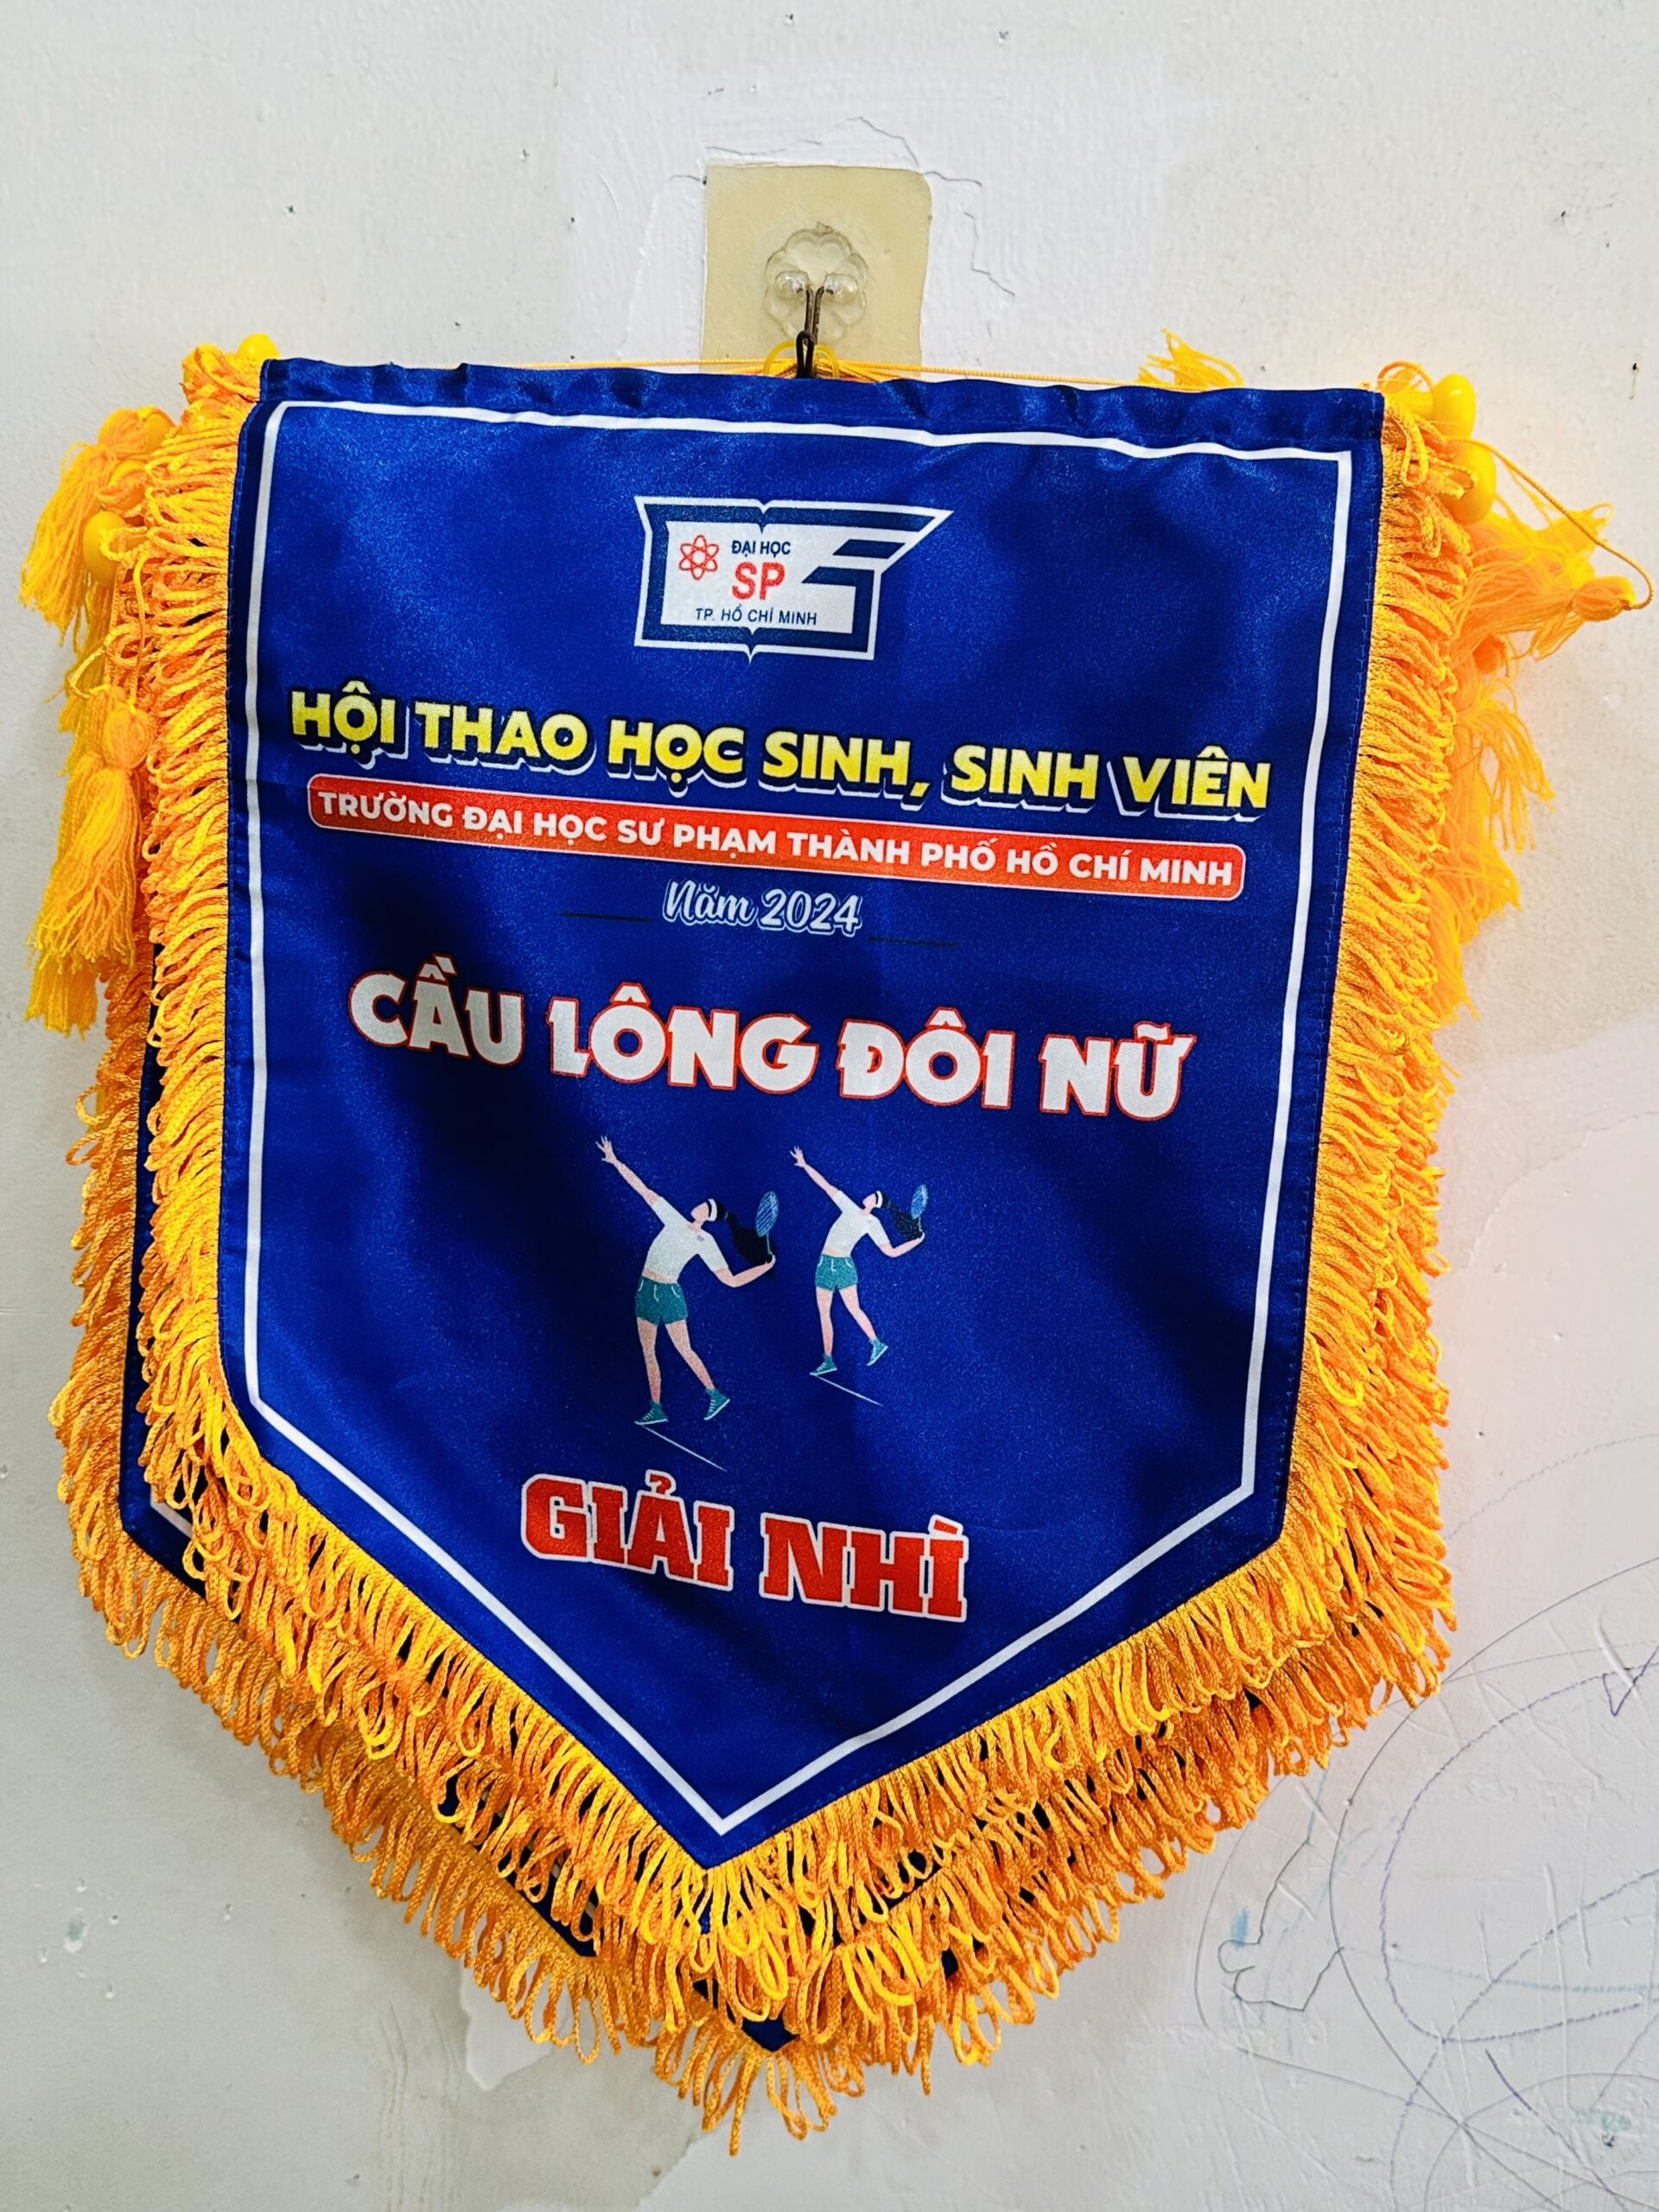 ĐẠI HỌC
SP
TP. HỒ CHÍ MINH
HỘI THAO HỌC SINH, SINH VIÊN
TRƯỜNG ĐẠI HỌC SƯ PHẠM THÀNH PHỐ HỒ CHÍ MINH
Năm 2024
CẦU LÔNG ĐÔI NỮ
GIẢI NHÌ